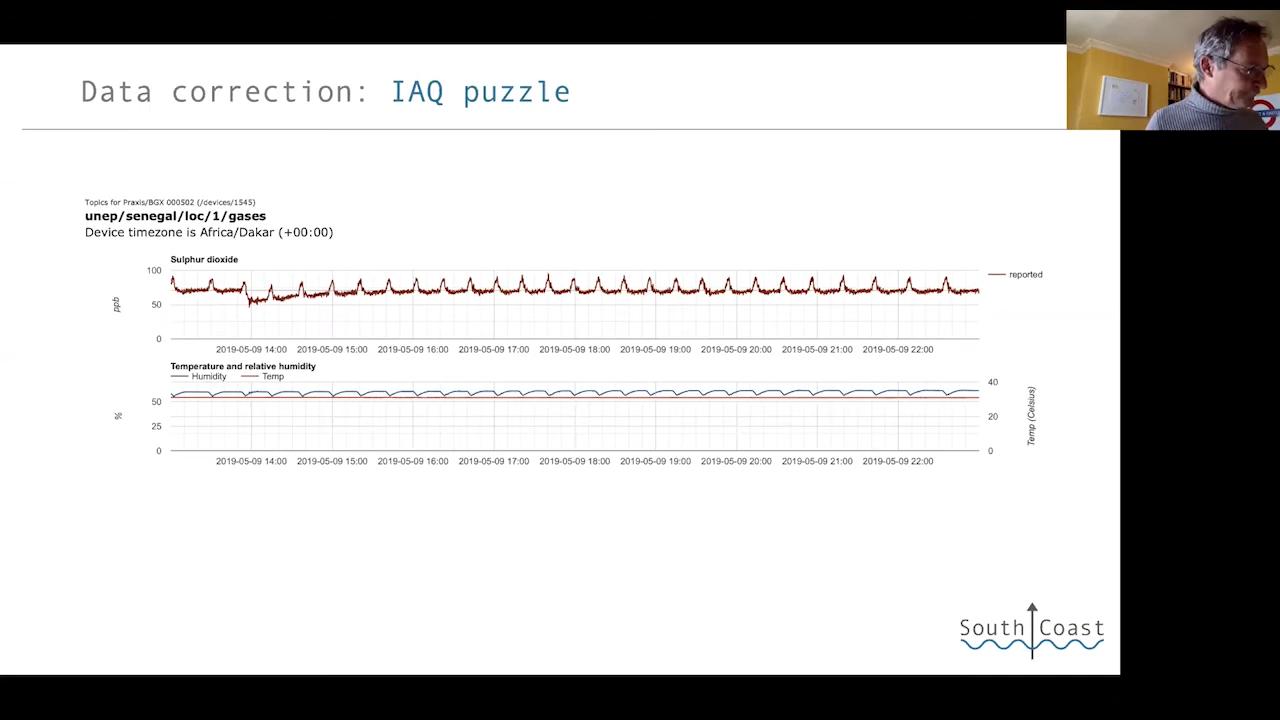 Data correction: IAQ puzzle
Topics for Praxis/BGX 000502 (/devices/1545)
unep/senegal/loc/1/gases
Device timezone is Africa/Dakar (+00:00)
Sulphur dioxide
100
50
0
ppb
reported
2019-05-09 14:00 2019-05-09 15:00 2019-05-09 16:00 2019-05-09 17:00 2019-05-09 18:00 2019-05-09 19:00 2019-05-09 20:00 2019-05-09 21:00 2019-05-09 22:00
Temperature and relative humidity
Humidity Temp
50
25
0
%
40
20
0
Temp (Celsius)
2019-05-09 14:00 2019-05-09 15:00 2019-05-09 16:00 2019-05-09 17:00 2019-05-09 18:00 2019-05-09 19:00 2019-05-09 20:00 2019-05-09 21:00 2019-05-09 22:00
South Coast